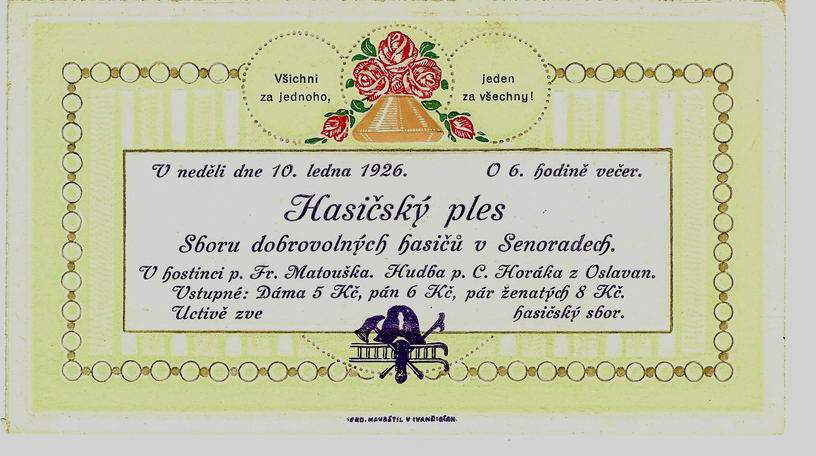 Všichni
za jednoho,
jeden
za všechny!
V neděli dne 10. ledna 1926. O 6. hodině večer.
Hasičský ples
Sboru dobrovolných hasičů v Senoradech.
V hostinci p. Fr. Matouška. Hudba p. C. Horáka z Oslavan.
Vstupné: Dáma 5 Kč, pán 6 Kč, pár ženatých 8 Kč.
Uctivě zve hasičský sbor.
NAVRÁTIL V